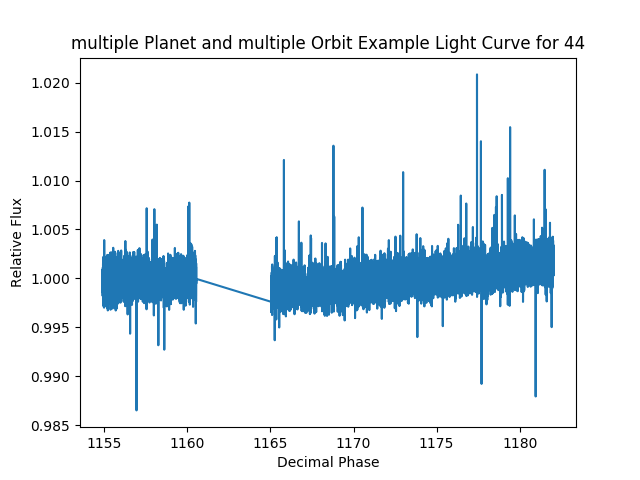 multiple Planet and multiple Orbit Example Light Curve for 44
1.020
1.015
1.010
1.005
1.000
0.995
0.990
0.985
Relative Flux
1155 1160 1165 1170 1175 1180
Decimal Phase